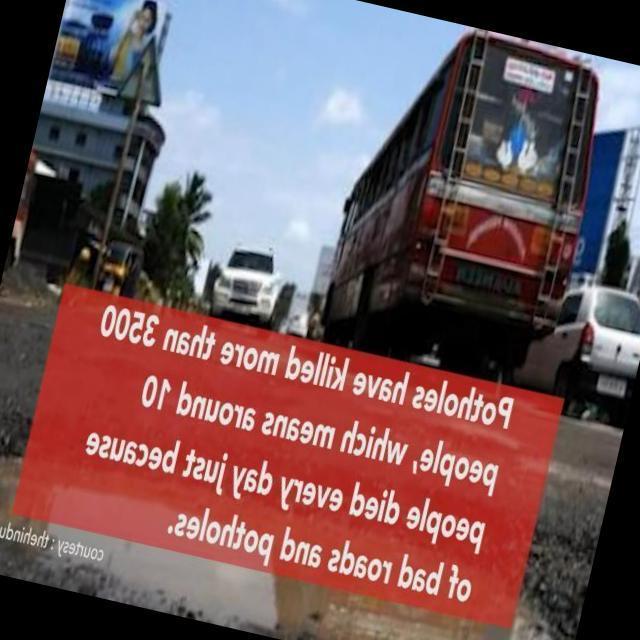 Potholes have killed more than 3500
people, which means around 10
people died every day just because
of bad roads and potholes.
courtesy : thehindu